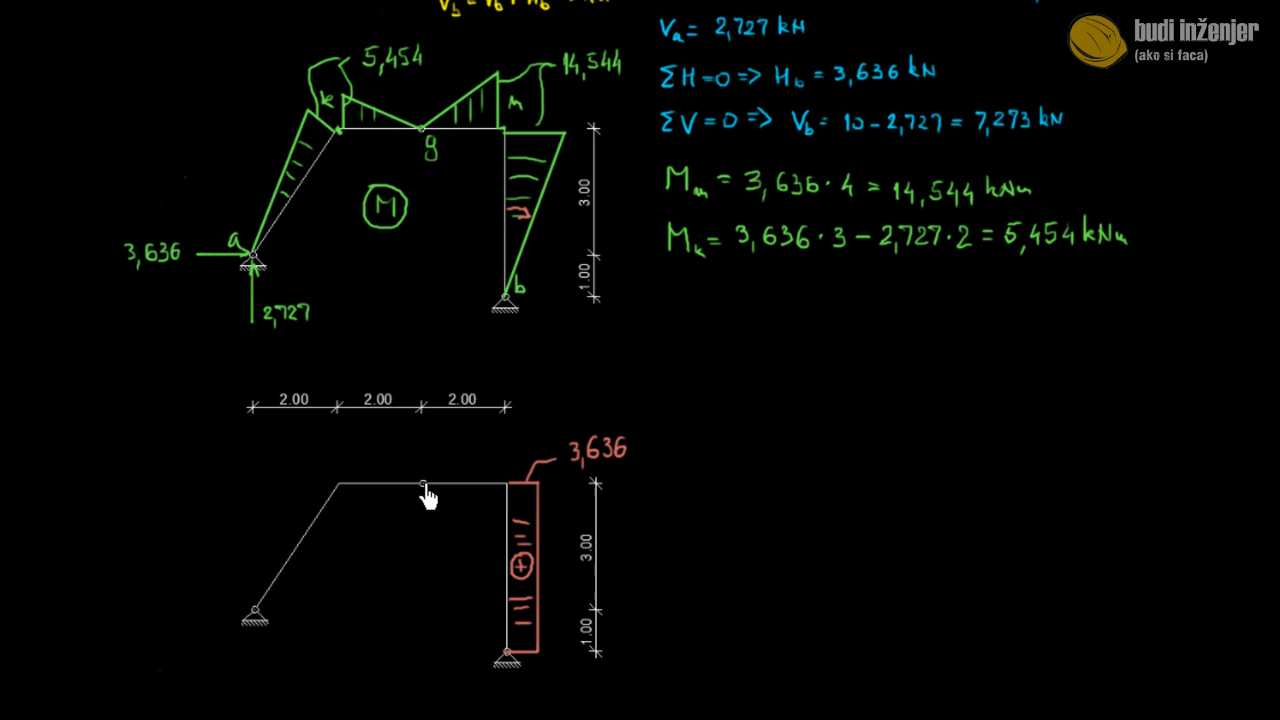 budi inženjer
(ako si faca)
Va = 2,727 kN
ΣH=0 => Hb = 3,636 kN
ΣV=0 => Vb = 10 - 2,727 = 7,273 kN
Mm = 3,636·4 = 14,544 kNm
Mk = 3,636·3 - 2,727·2 = 5,454 kNm
5,454
14,544
k
m
g
M
3.00
a
3,636
1.00
b
2,727
2.00 2.00 2.00
3,636
3.00
+
1.00